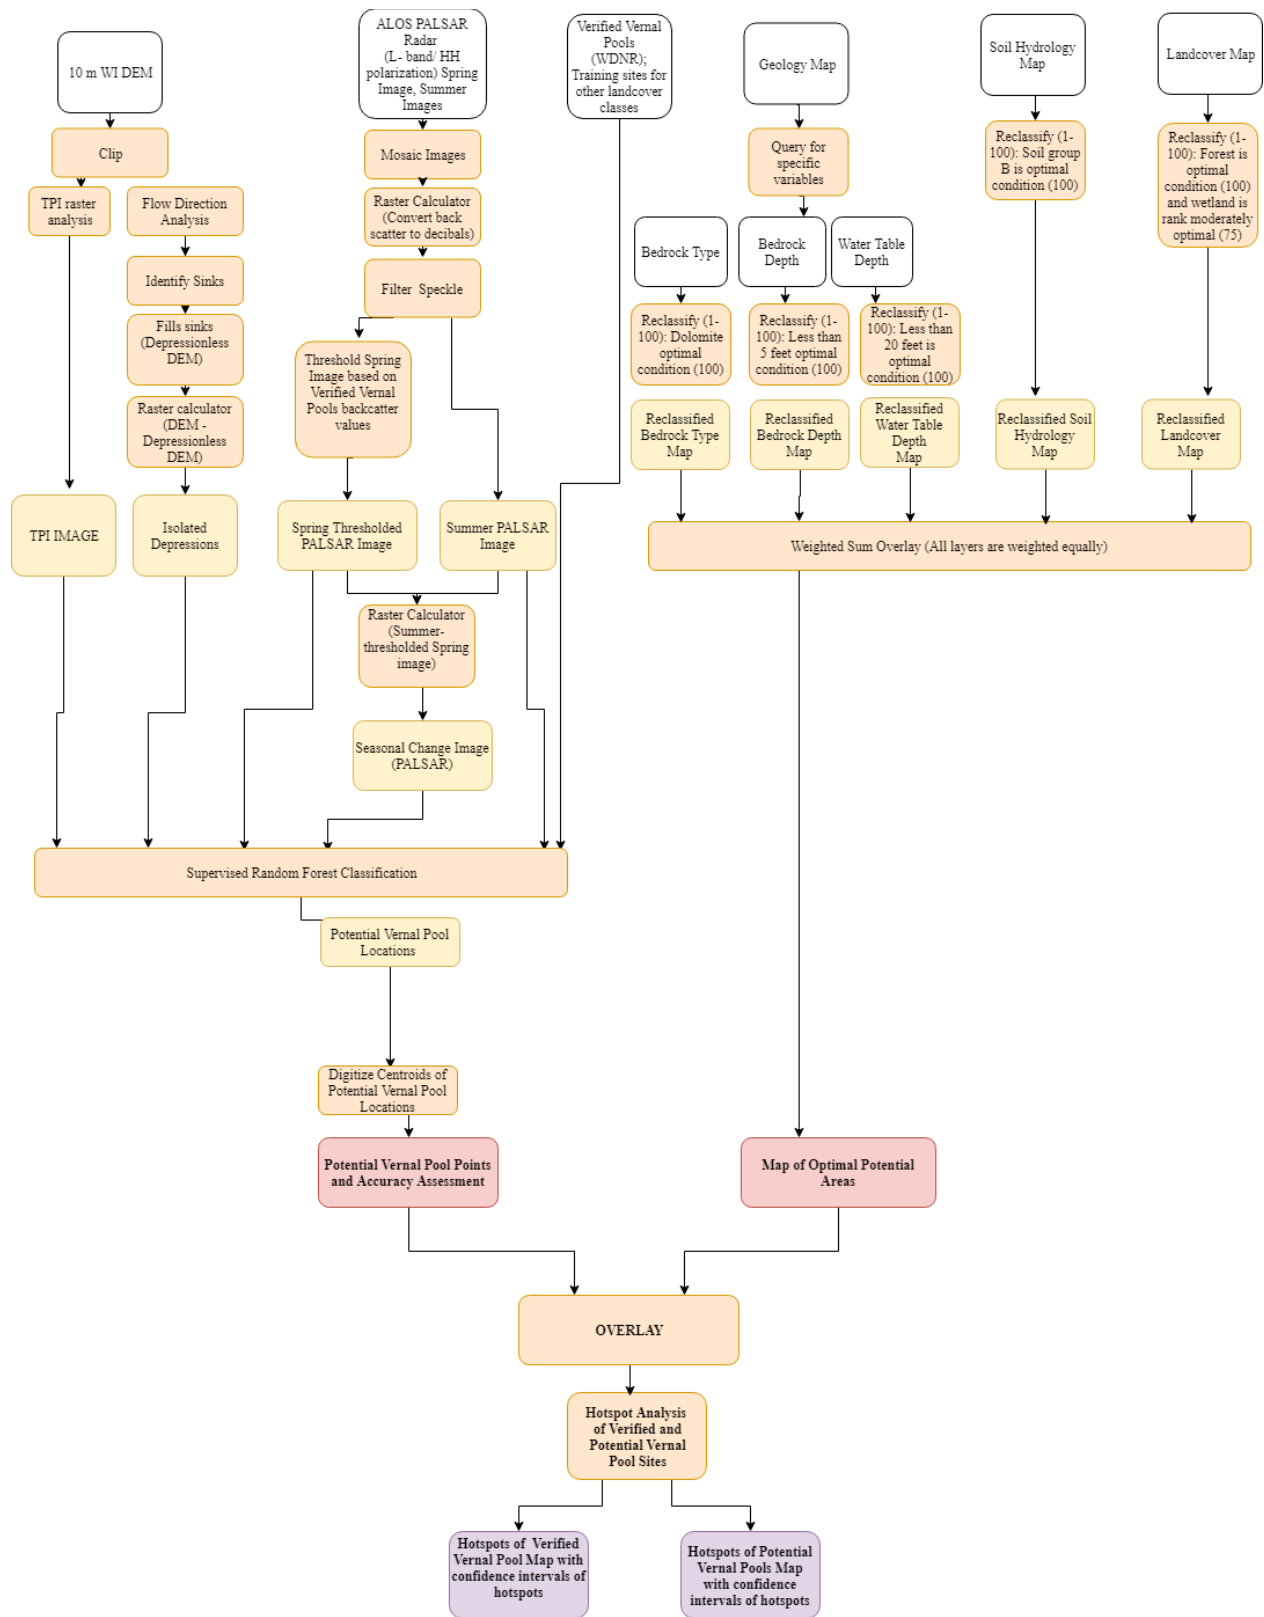 10 m WI DEM
ALOS PALSAR
Radar
(L- band/ HH
polarization) Spring
Image, Summer
Images
Verified Vernal
Pools
(WDNR);
Training sites for
other landcover
classes
Geology Map
Soil Hydrology
Map
Landcover Map
Clip
Mosaic Images
Query for
specific
variables
Reclassify (1-
100): Soil group
B is optimal
condition (100)
Reclassify (1-
100): Forest is
optimal
condition (100)
and wetland is
rank moderately
optimal (75)
TPI raster
analysis
Flow Direction
Analysis
Raster Calculator
(Convert back
scatter to decibals)
Bedrock Type
Bedrock
Depth
Water Table
Depth
Identify Sinks
Filter Speckle
Fills sinks
(Depressionless
DEM)
Threshold Spring
Image based on
Verified Vernal
Pools backcatter
values
Reclassify (1-
100): Dolomite
optimal
condition (100)
Reclassify (1-
100): Less than
5 feet optimal
condition (100)
Reclassify (1-
100): Less than
20 feet is
optimal
condition (100)
Raster calculator
(DEM -
Depressionless
DEM)
Reclassified
Bedrock Type
Map
Reclassified
Bedrock Depth
Map
Reclassified
Water Table
Depth
Map
Reclassified Soil
Hydrology
Map
Reclassified
Landcover Map
TPI IMAGE
Isolated
Depressions
Spring Thresholded
PALSAR Image
Summer PALSAR
Image
Weighted Sum Overlay (All layers are weighted equally)
Raster Calculator
(Summer-
thresholded Spring
image)
Seasonal Change Image
(PALSAR)
Supervised Random Forest Classification
Potential Vernal Pool
Locations
Digitize Centroids of
Potential Vernal Pool
Locations
Potential Vernal Pool Points
and Accuracy Assessment
Map of Optimal Potential
Areas
OVERLAY
Hotspot Analysis
of Verified and
Potential Vernal
Pool Sites
Hotspots of Verified
Vernal Pool Map with
confidence intervals of
hotspots
Hotspots of Potential
Vernal Pools Map
with confidence
intervals of hotspots